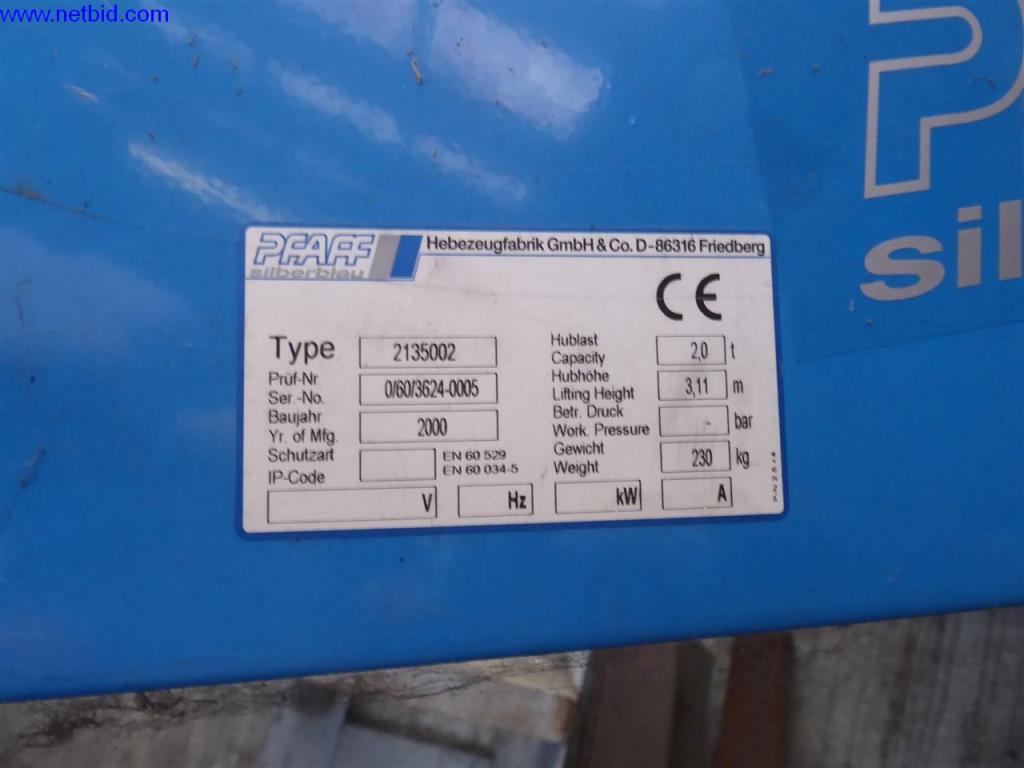 www.netbid.com
P
sil
PFAFF
silberblau
Hebezeugfabrik GmbH & Co. D-86316 Friedberg
CE
Type 2135002
Prüf-Nr.
Ser.-No. 0/60/3624-0005
Baujahr
Yr. of Mfg. 2000
Schutzart
IP-Code
EN 60 529
EN 60 034-5
V Hz kW A
Hublast
Capacity 2,0 t
Hubhöhe
Lifting Height 3,11 m
Betr. Druck
Work. Pressure - bar
Gewicht
Weight 230 kg